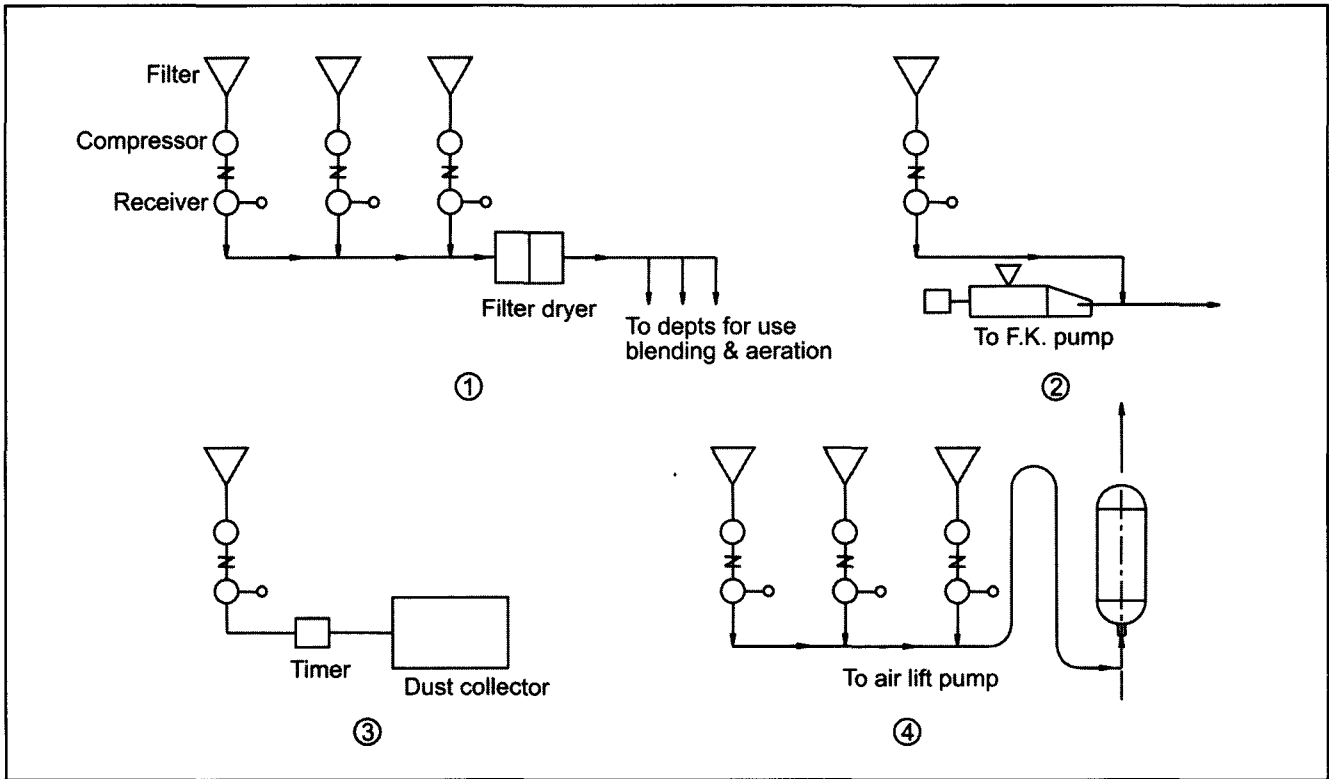 Filter
Compressor
Receiver
Filter dryer
To depts for use
blending & aeration
①
To F.K. pump
②
Timer
Dust collector
③
To air lift pump
④